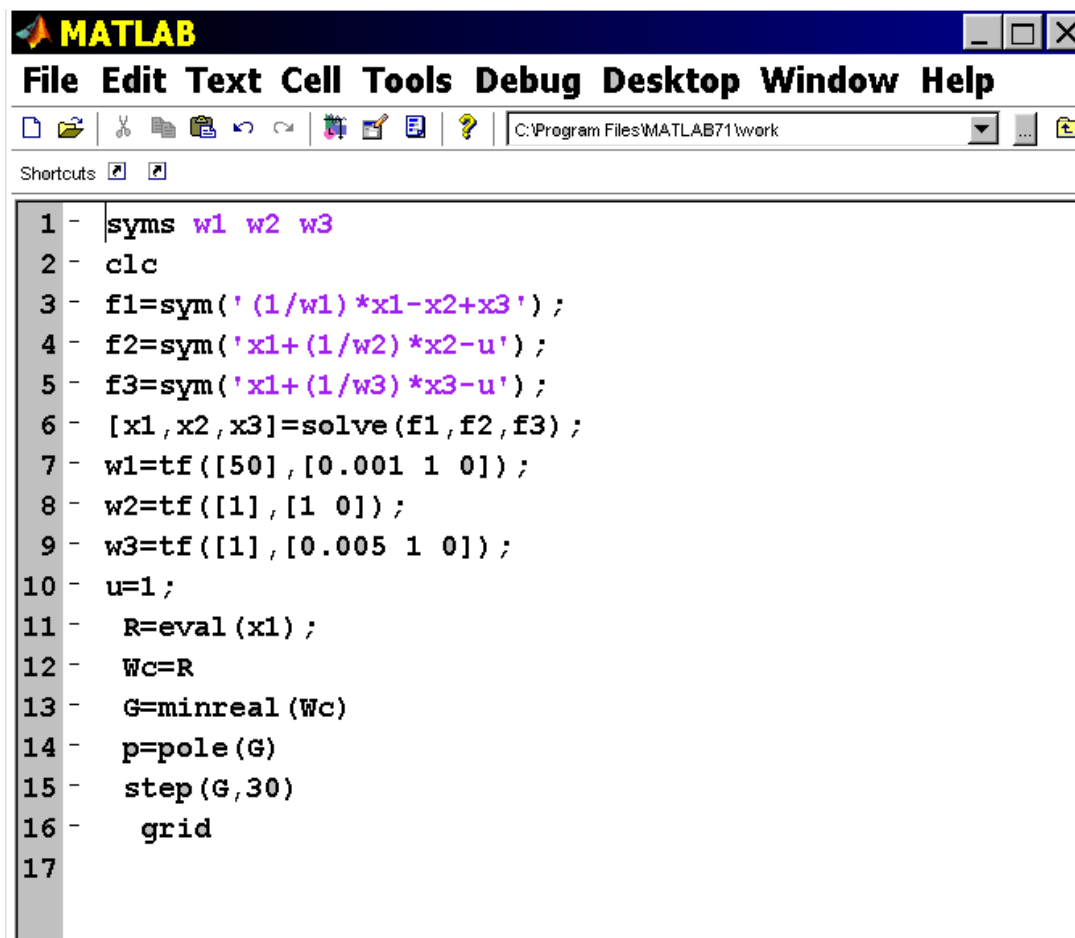 MATLAB
File Edit Text Cell Tools Debug Desktop Window Help
C:\Program Files\MATLAB71\work
Shortcuts
1 - syms w1 w2 w3
2 - clc
3 - f1=sym('(1/w1)*x1-x2+x3');
4 - f2=sym('x1+(1/w2)*x2-u');
5 - f3=sym('x1+(1/w3)*x3-u');
6 - [x1,x2,x3]=solve(f1,f2,f3);
7 - w1=tf([50],[0.001 1 0]);
8 - w2=tf([1],[1 0]);
9 - w3=tf([1],[0.005 1 0]);
10 - u=1;
11 - R=eval(x1);
12 - Wc=R
13 - G=minreal(Wc)
14 - p=pole(G)
15 - step(G,30)
16 - grid
17